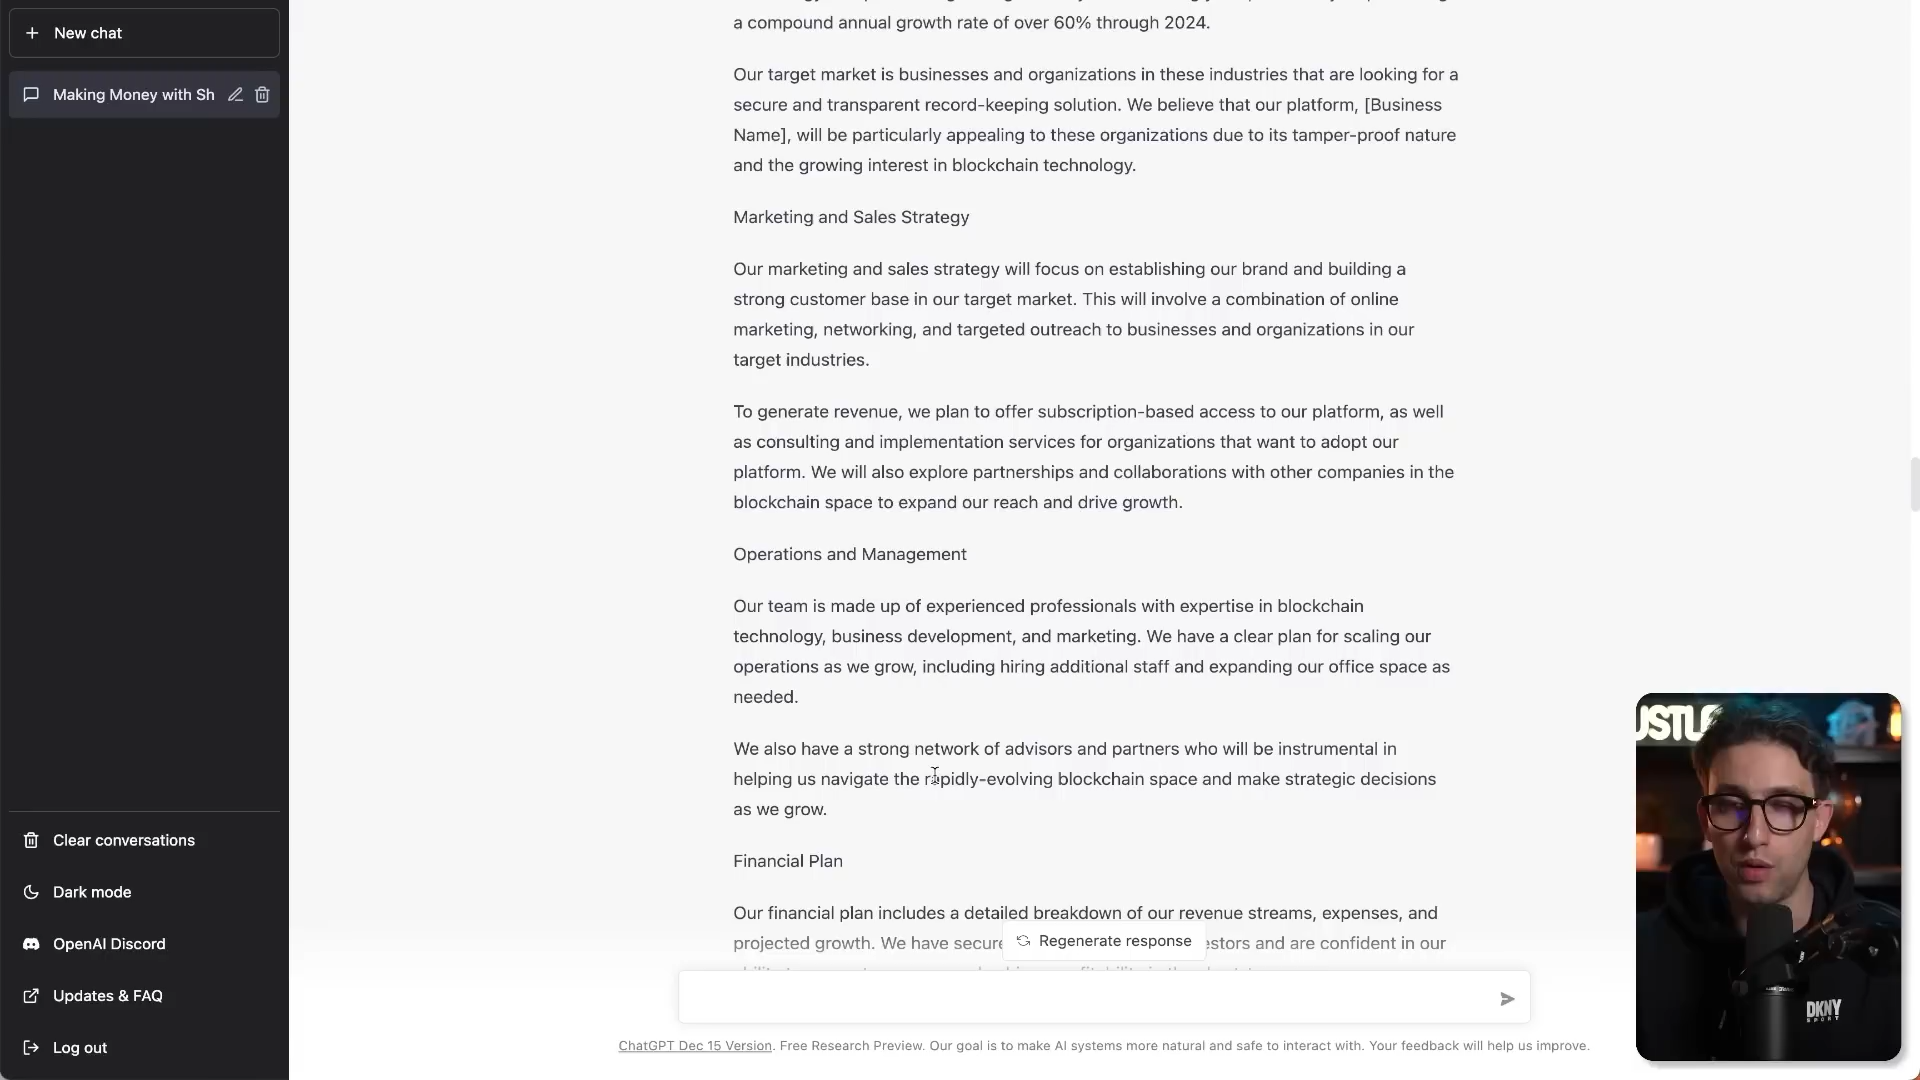 New chat
Making Money with Sh
a compound annual growth rate of over 60% through 2024.
Our target market is businesses and organizations in these industries that are looking for a
secure and transparent record-keeping solution. We believe that our platform, [Business
Name], will be particularly appealing to these organizations due to its tamper-proof nature
and the growing interest in blockchain technology.
Marketing and Sales Strategy
Our marketing and sales strategy will focus on establishing our brand and building a
strong customer base in our target market. This will involve a combination of online
marketing, networking, and targeted outreach to businesses and organizations in our
target industries.
To generate revenue, we plan to offer subscription-based access to our platform, as well
as consulting and implementation services for organizations that want to adopt our
platform. We will also explore partnerships and collaborations with other companies in the
blockchain space to expand our reach and drive growth.
Operations and Management
Our team is made up of experienced professionals with expertise in blockchain
technology, business development, and marketing. We have a clear plan for scaling our
operations as we grow, including hiring additional staff and expanding our office space as
needed.
We also have a strong network of advisors and partners who will be instrumental in
helping us navigate the rapidly-evolving blockchain space and make strategic decisions
as we grow.
Financial Plan
Our financial plan includes a detailed breakdown of our revenue streams, expenses, and
projected growth. We have secure estors and are confident in our
Regenerate response
Clear conversations
Dark mode
OpenAI Discord
Updates & FAQ
Log out
ChatGPT Dec 15 Version. Free Research Preview. Our goal is to make AI systems more natural and safe to interact with. Your feedback will help us improve.
USTL
DKNY
SPORT